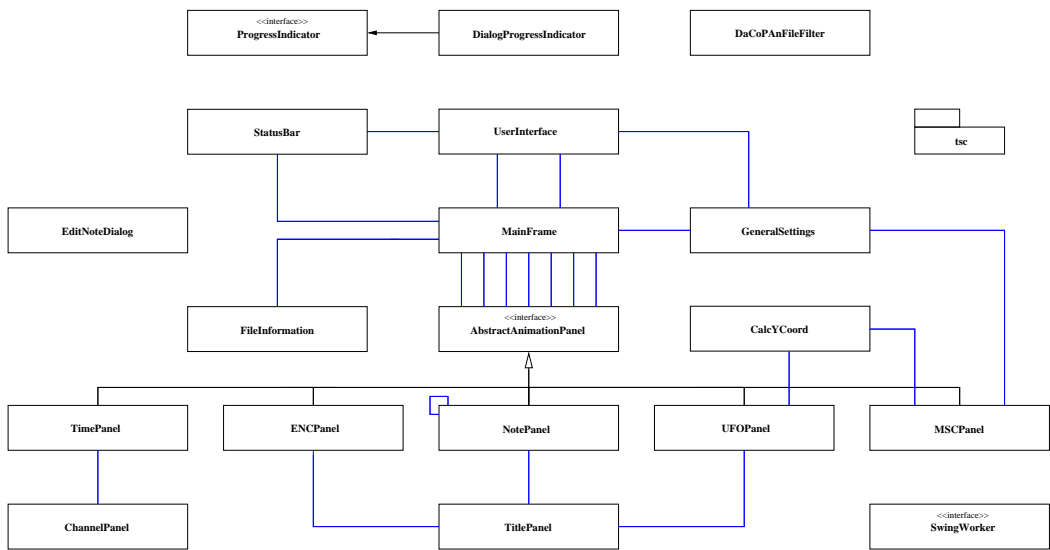 <<interface>>
ProgressIndicator
DialogProgressIndicator
DaCoPAnFileFilter
StatusBar
UserInterface
tsc
EditNoteDialog
MainFrame
GeneralSettings
FileInformation
<<interface>>
AbstractAnimationPanel
CalcYCoord
TimePanel
ENCPanel
NotePanel
UFOPanel
MSCPanel
ChannelPanel
TitlePanel
<<interface>>
SwingWorker